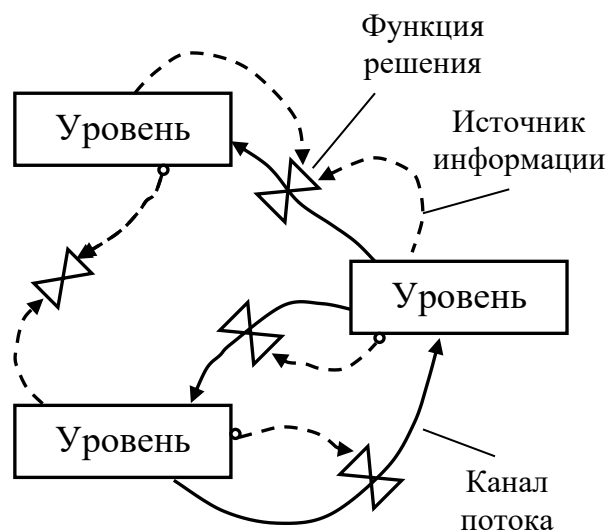 Функция
решения
Уровень
Источник
информации
Уровень
Уровень
Канал
потока